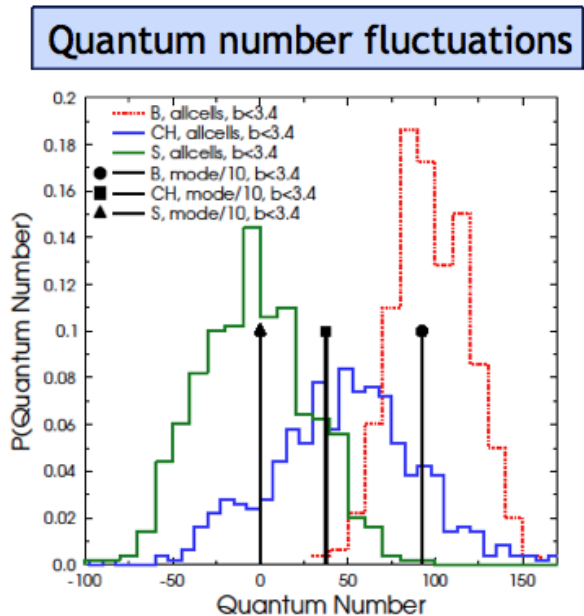 Quantum number fluctuations
0.2
0.18
0.16
0.14
0.12
0.1
0.08
0.06
0.04
0.02
0.0
P(Quantum Number)
B, allcells, b<3.4
CH, allcells, b<3.4
S, allcells, b<3.4
B, mode/10, b<3.4
CH, mode/10, b<3.4
S, mode/10, b<3.4
-100 -50 0 50 100 150
Quantum Number